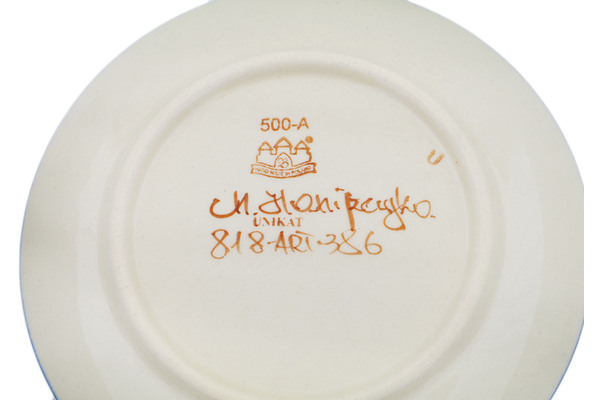 500-A
®
U
M.
UNIKAT
818-ART-386